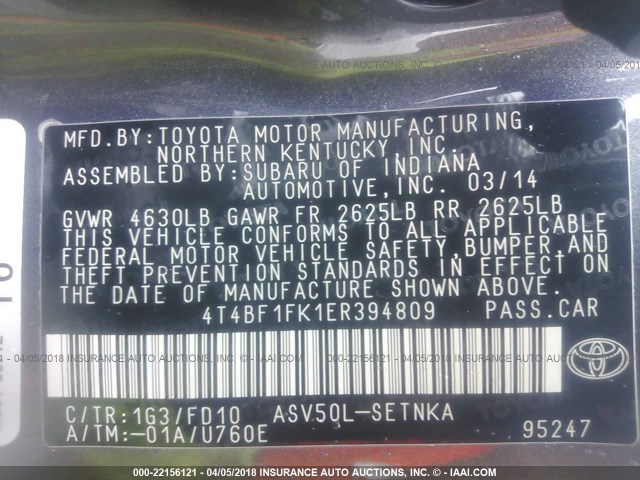 MFD.BY:TOYOTA MOTOR MANUFACTURING,
NORTHERN KENTUCKY, INC.
ASSEMBLED BY:SUBARU OF INDIANA
AUTOMOTIVE,INC. 03/14
GVWR 4630LB GAWR FR 2625LB RR 2625LB
THIS VEHICLE CONFORMS TO ALL APPLICABLE
FEDERAL MOTOR VEHICLE SAFETY,BUMPER,AND
THEFT PREVENTION STANDARDS IN EFFECT ON
THE DATE OF MANUFACTURE SHOWN ABOVE.
4T4BF1FK1ER394809 PASS.CAR
C/TR:1G3/FD10 ASV50L-SETNKA
A/TM:-01A/U760E 95247
000-22156121 - 04/05/2018 INSURANCE AUTO AUCTIONS, INC. - IAAI.COM